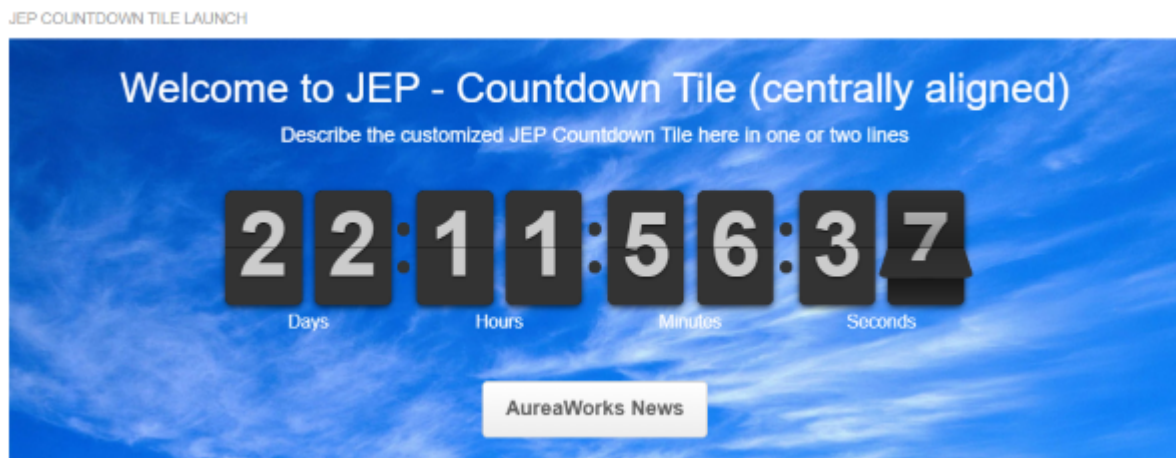 JEP COUNTDOWN TILE LAUNCH
Welcome to JEP - Countdown Tile (centrally aligned)
Describe the customized JEP Countdown Tile here in one or two lines
22:11:56:37
Days Hours Minutes Seconds
AureaWorks News